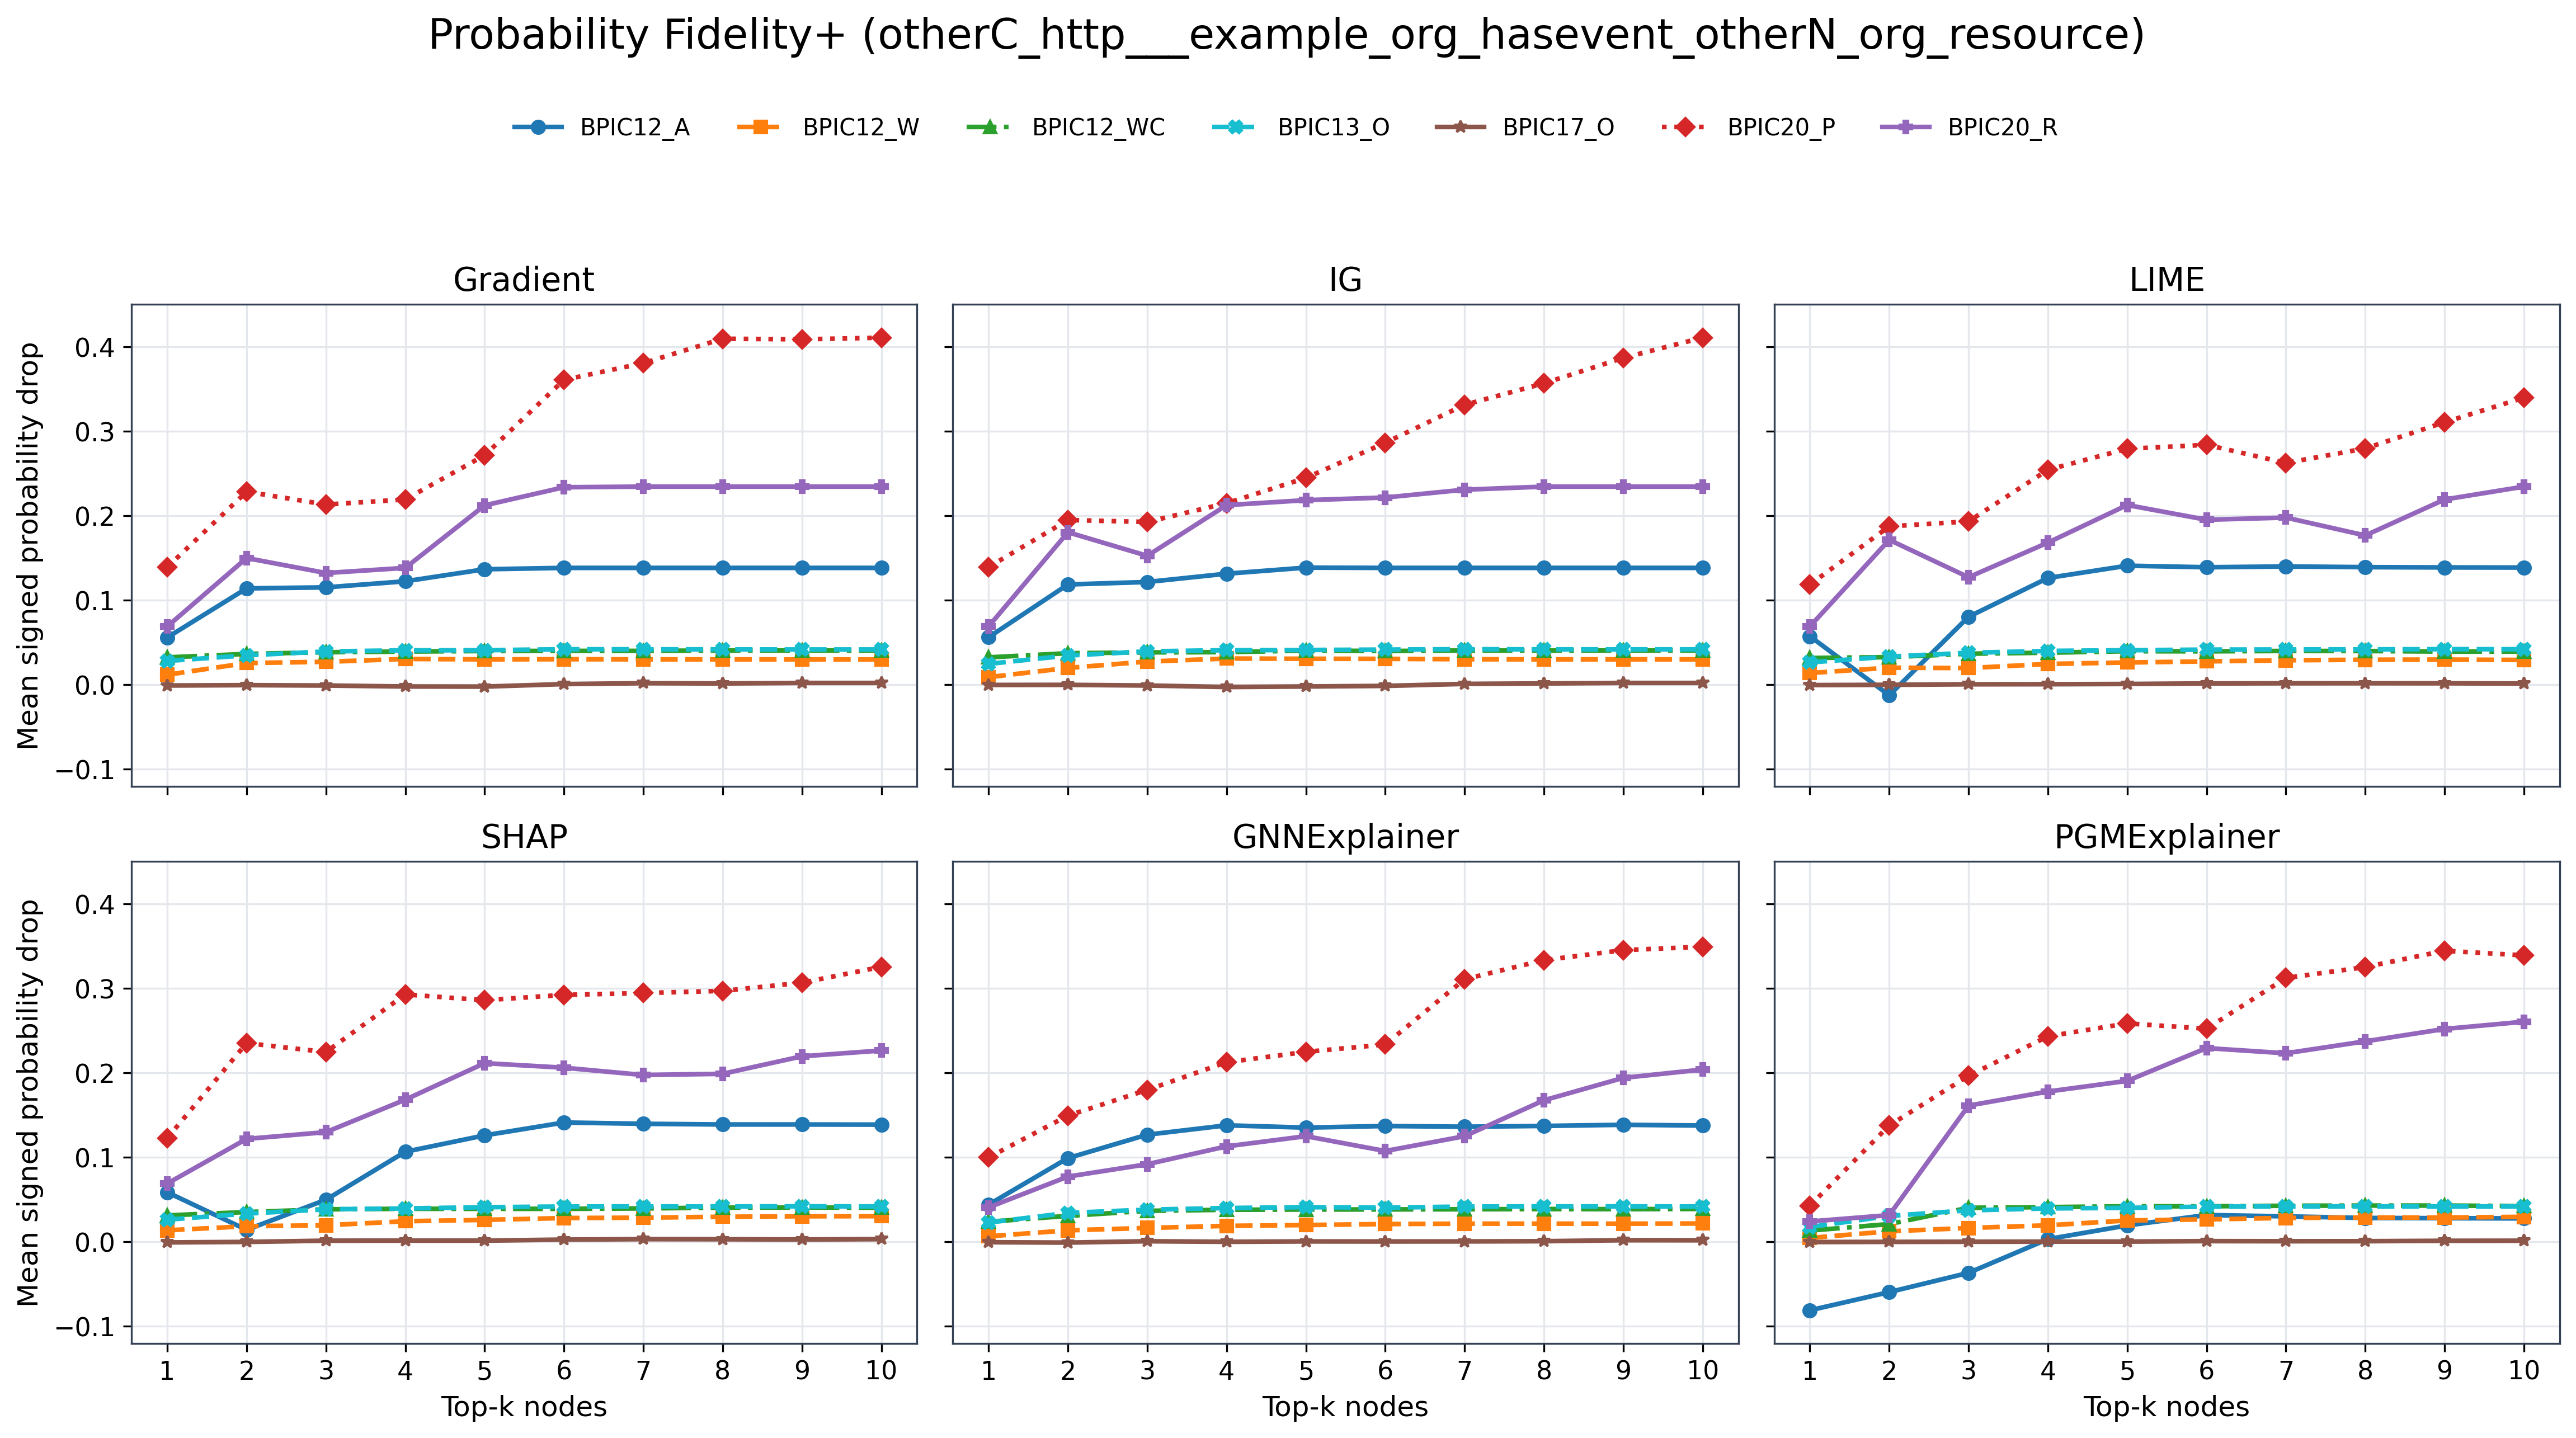 Probability Fidelity+ (otherC_http___example_org_hasevent_otherN_org_resource)
BPIC12_A BPIC12_W BPIC12_WC BPIC13_O BPIC17_O BPIC20_P BPIC20_R
Gradient IG LIME
Mean signed probability drop
0.4
0.3
0.2
0.1
0.0
−0.1
SHAP GNNExplainer PGMExplainer
Mean signed probability drop
0.4
0.3
0.2
0.1
0.0
−0.1
1 2 3 4 5 6 7 8 9 10 1 2 3 4 5 6 7 8 9 10 1 2 3 4 5 6 7 8 9 10
Top-k nodes Top-k nodes Top-k nodes